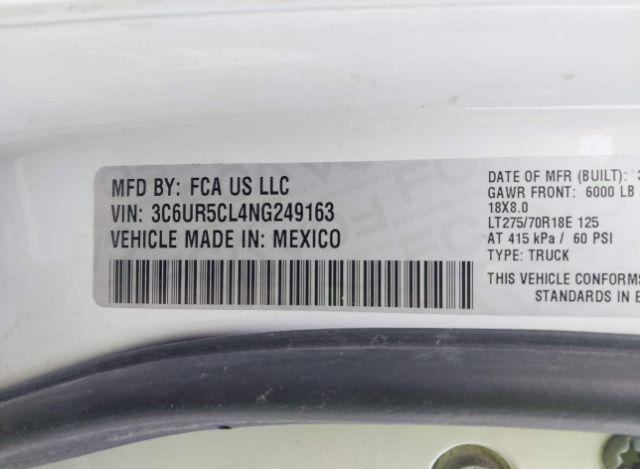 MFD BY: FCA US LLC
VIN: 3C6UR5CL4NG249163
VEHICLE MADE IN: MEXICO
DATE OF MFR (BUILT): 3
GAWR FRONT: 6000 LB
18X8.0
LT275/70R18E 125
AT 415 kPa / 60 PSI
TYPE: TRUCK
THIS VEHICLE CONFORMS
STANDARDS IN E